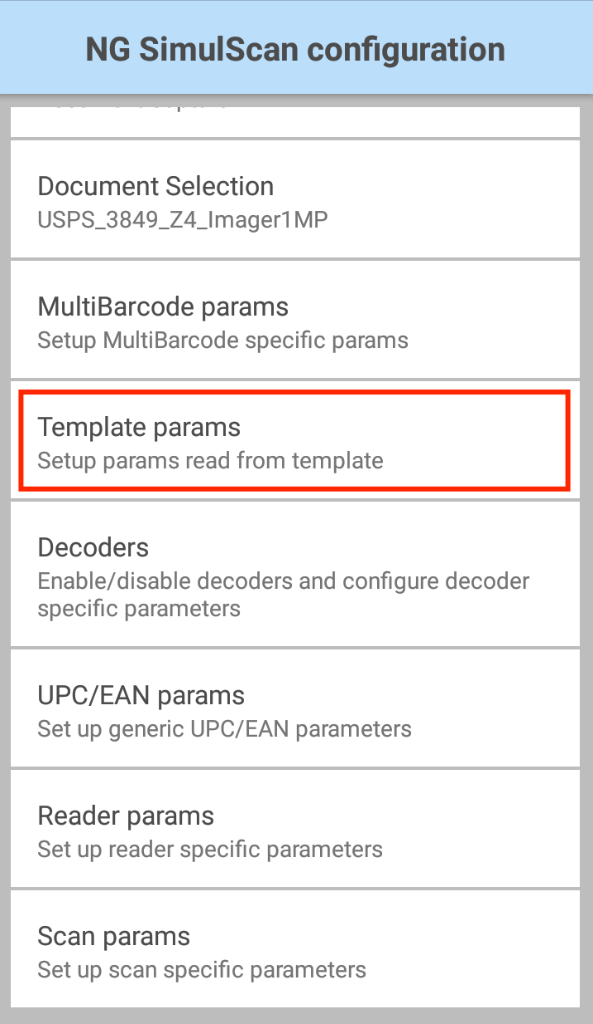 NG SimulScan configuration
Document Selection
USPS_3849_Z4_Imager1MP
MultiBarcode params
Setup MultiBarcode specific params
Template params
Setup params read from template
Decoders
Enable/disable decoders and configure decoder
specific parameters
UPC/EAN params
Set up generic UPC/EAN parameters
Reader params
Set up reader specific parameters
Scan params
Set up scan specific parameters